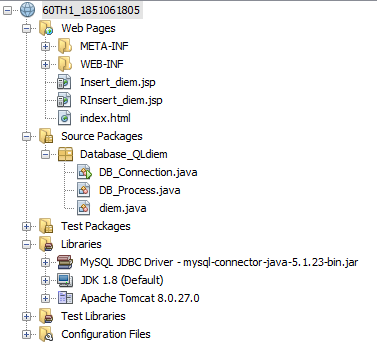 60TH1_1851061805
Web Pages
META-INF
WEB-INF
Insert_diem.jsp
RInsert_diem.jsp
index.html
Source Packages
Database_QLdiem
DB_Connection.java
DB_Process.java
diem.java
Test Packages
Libraries
MySQL JDBC Driver - mysql-connector-java-5.1.23-bin.jar
JDK 1.8 (Default)
Apache Tomcat 8.0.27.0
Test Libraries
Configuration Files